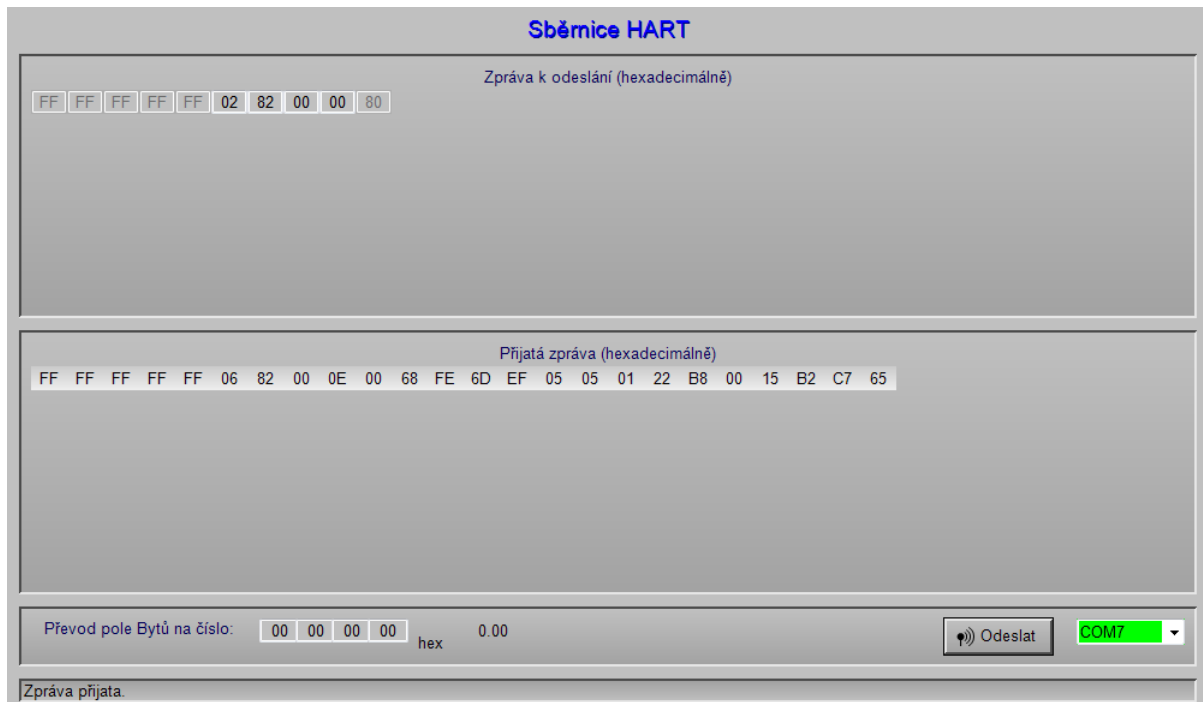 Sběrnice HART
Zpráva k odeslání (hexadecimálně)
FF FF FF FF FF 02 82 00 00 80
Přijatá zpráva (hexadecimálně)
FF FF FF FF FF 06 82 00 0E 00 68 FE 6D EF 05 05 01 22 B8 00 15 B2 C7 65
Převod pole Bytů na číslo: 00 00 00 00 hex 0.00 Odeslat COM7
Zpráva přijata.